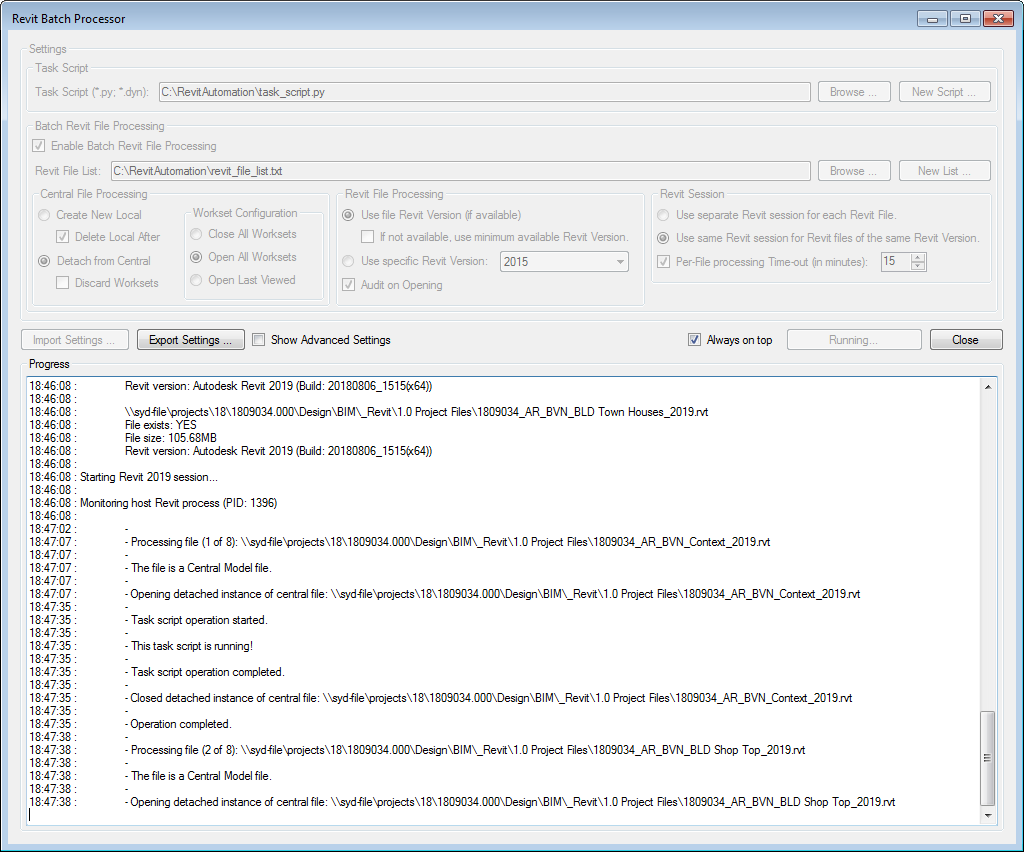 Revit Batch Processor
Settings
Task Script
Task Script (*.py; *.dyn): C:\RevitAutomation\task_script.py Browse ... New Script ...
Batch Revit File Processing
Enable Batch Revit File Processing
Revit File List: C:\RevitAutomation\revit_file_list.txt Browse ... New List ...
Central File Processing
Create New Local
Delete Local After
Detach from Central
Discard Worksets
Workset Configuration
Close All Worksets
Open All Worksets
Open Last Viewed
Revit File Processing
Use file Revit Version (if available)
If not available, use minimum available Revit Version.
Use specific Revit Version: 2015
Audit on Opening
Revit Session
Use separate Revit session for each Revit File.
Use same Revit session for Revit files of the same Revit Version.
Per-File processing Time-out (in minutes): 15
Import Settings ... Export Settings ... Show Advanced Settings Always on top Running... Close
Progress
18:46:08 : Revit version: Autodesk Revit 2019 (Build: 20180806_1515(x64))
18:46:08 :
18:46:08 : \\syd-file\projects\18\1809034.000\Design\BIM\_Revit\1.0 Project Files\1809034_AR_BVN_BLD Town Houses_2019.rvt
18:46:08 : File exists: YES
18:46:08 : File size: 105.68MB
18:46:08 : Revit version: Autodesk Revit 2019 (Build: 20180806_1515(x64))
18:46:08 :
18:46:08 : Starting Revit 2019 session...
18:46:08 :
18:46:08 : Monitoring host Revit process (PID: 1396)
18:46:08 :
18:47:02 : -
18:47:07 : - Processing file (1 of 8): \\syd-file\projects\18\1809034.000\Design\BIM\_Revit\1.0 Project Files\1809034_AR_BVN_Context_2019.rvt
18:47:07 : -
18:47:07 : - The file is a Central Model file.
18:47:07 : -
18:47:07 : - Opening detached instance of central file: \\syd-file\projects\18\1809034.000\Design\BIM\_Revit\1.0 Project Files\1809034_AR_BVN_Context_2019.rvt
18:47:35 : -
18:47:35 : - Task script operation started.
18:47:35 : -
18:47:35 : - This task script is running!
18:47:35 : -
18:47:35 : - Task script operation completed.
18:47:35 : -
18:47:35 : - Closed detached instance of central file: \\syd-file\projects\18\1809034.000\Design\BIM\_Revit\1.0 Project Files\1809034_AR_BVN_Context_2019.rvt
18:47:35 : -
18:47:35 : - Operation completed.
18:47:38 : -
18:47:38 : - Processing file (2 of 8): \\syd-file\projects\18\1809034.000\Design\BIM\_Revit\1.0 Project Files\1809034_AR_BVN_BLD Shop Top_2019.rvt
18:47:38 : -
18:47:38 : - The file is a Central Model file.
18:47:38 : -
18:47:38 : - Opening detached instance of central file: \\syd-file\projects\18\1809034.000\Design\BIM\_Revit\1.0 Project Files\1809034_AR_BVN_BLD Shop Top_2019.rvt